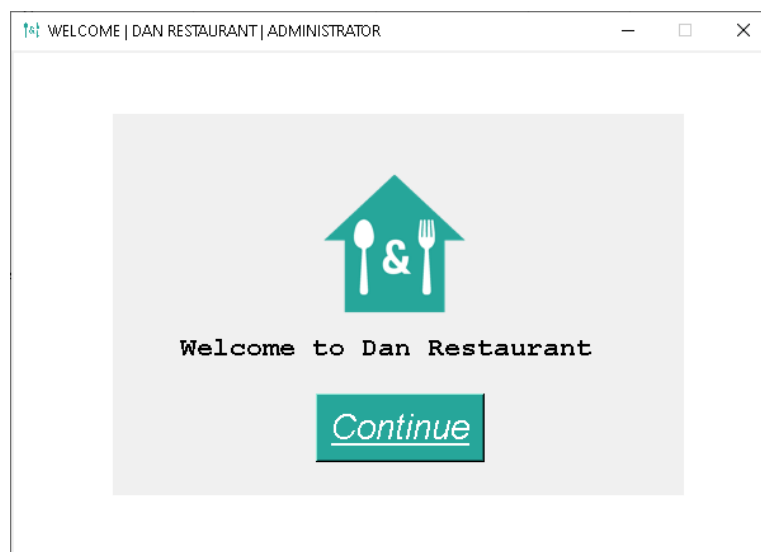 WELCOME | DAN RESTAURANT | ADMINISTRATOR
&
Welcome to Dan Restaurant
Continue